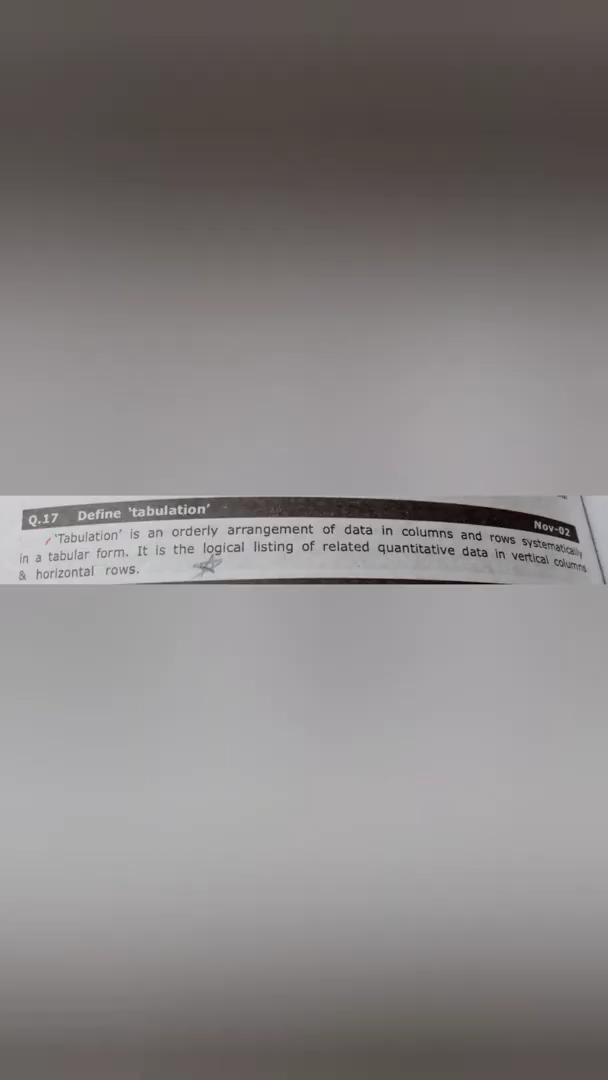 Q.17 Define 'tabulation'
Nov-02
'Tabulation' is an orderly arrangement of data in columns and rows systematically
in a tabular form. It is the logical listing of related quantitative data in vertical columns
& horizontal rows.